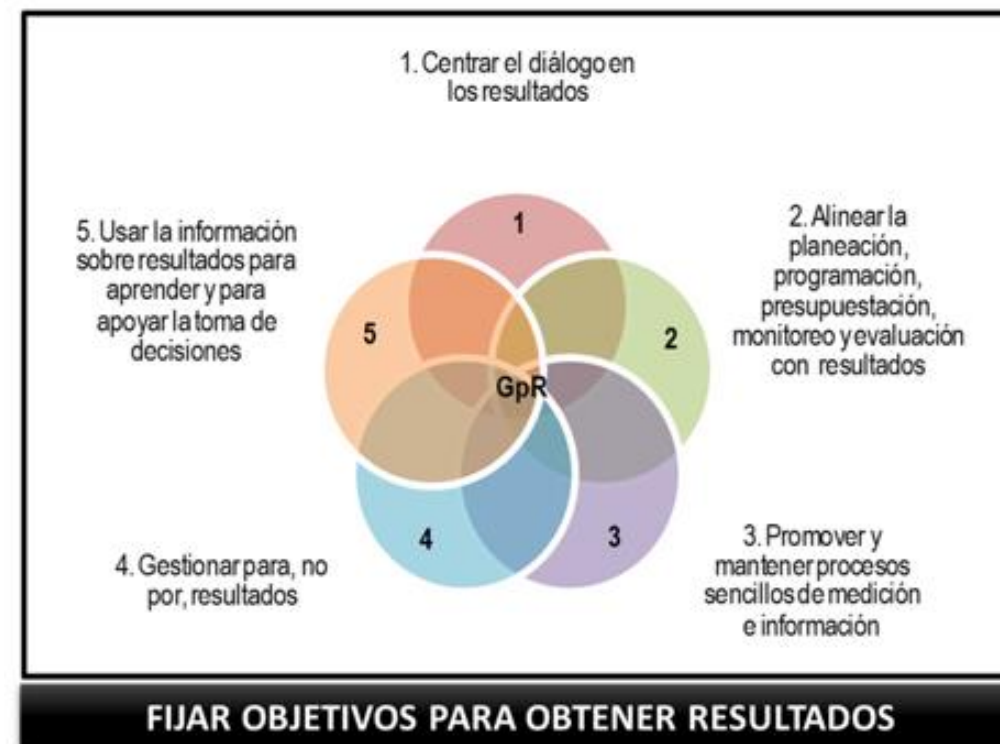 1. Centrar el diálogo en
los resultados
1
5. Usar la información
sobre resultados para
aprender y para
apoyar la toma de
decisiones
5
2
2. Alinear la
planeación,
programación,
presupuestación,
monitoreo y evaluación
con resultados
GpR
4
3
4. Gestionar para, no
por, resultados
3. Promover y
mantener procesos
sencillos de medición
e información
FIJAR OBJETIVOS PARA OBTENER RESULTADOS